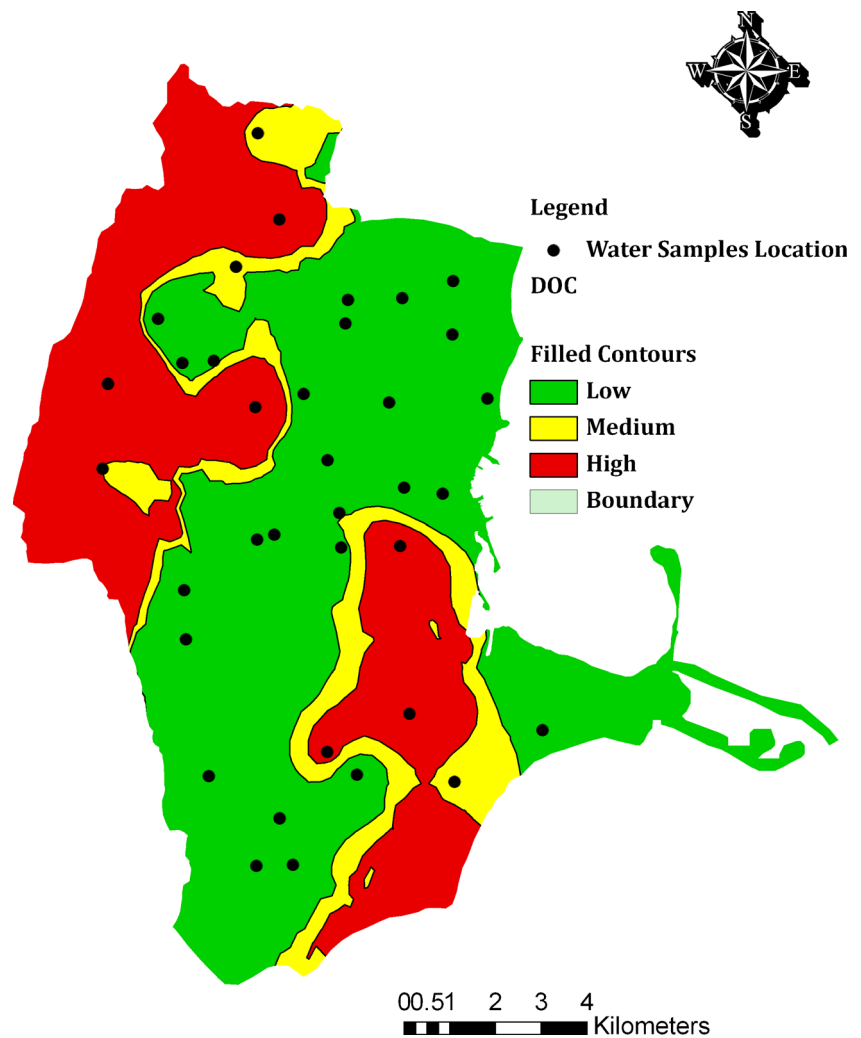 N
W E
S
Legend
Water Samples Location
DOC
Filled Contours
Low
Medium
High
Boundary
00.51 2 3 4
Kilometers